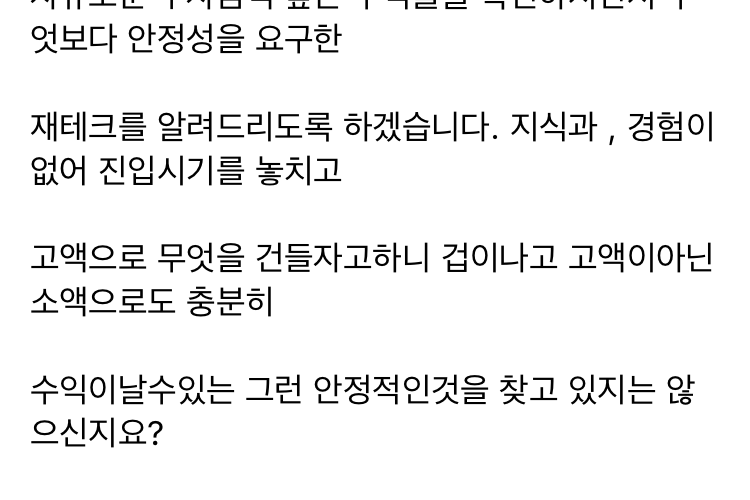 엇보다 안정성을 요구한
재테크를 알려드리도록 하겠습니다. 지식과 , 경험이
없어 진입시기를 놓치고
고액으로 무엇을 건들자고하니 겁이나고 고액이아닌
소액으로도 충분히
수익이날수있는 그런 안정적인것을 찾고 있지는 않
으신지요?